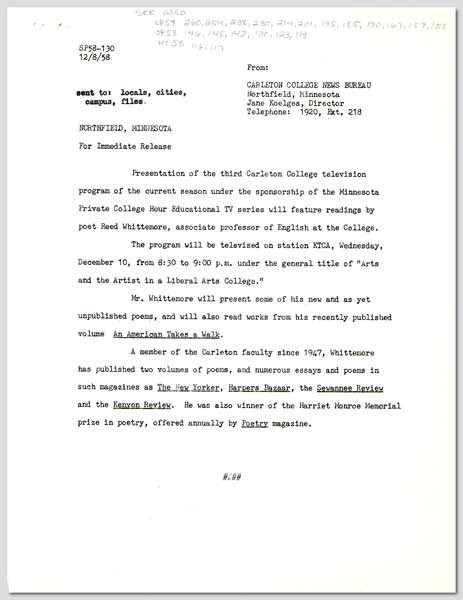 see also
SP59 260, 254, 238, 230, 214, 211, 195, 185, 170, 167, 157, 151
SP58 146, 145, 142, 130, 123, 119
HT58 116, 117
SP58-130
12/8/58
From:
CARLETON COLLEGE NEWS BUREAU
Northfield, Minnesota
Jane Koelges, Director
Telephone: 1920, Ext. 218
sent to: locals, cities,
campus, files.
NORTHFIELD, MINNESOTA
For Immediate Release
Presentation of the third Carleton College television
program of the current season under the sponsorship of the Minnesota
Private College Hour Educational TV series will feature readings by
poet Reed Whittemore, associate professor of English at the College.
The program will be televised on station KTCA, Wednesday,
December 10, from 8:30 to 9:00 p.m. under the general title of "Arts
and the Artist in a Liberal Arts College."
Mr. Whittemore will present some of his new and as yet
unpublished poems, and will also read works from his recently published
volume An American Takes a Walk.
A member of the Carleton faculty since 1947, Whittemore
has published two volumes of poems, and numerous essays and poems in
such magazines as The New Yorker, Harpers Bazaar, the Sewannee Review
and the Kenyon Review. He was also winner of the Harriet Monroe Memorial
prize in poetry, offered annually by Poetry magazine.
####